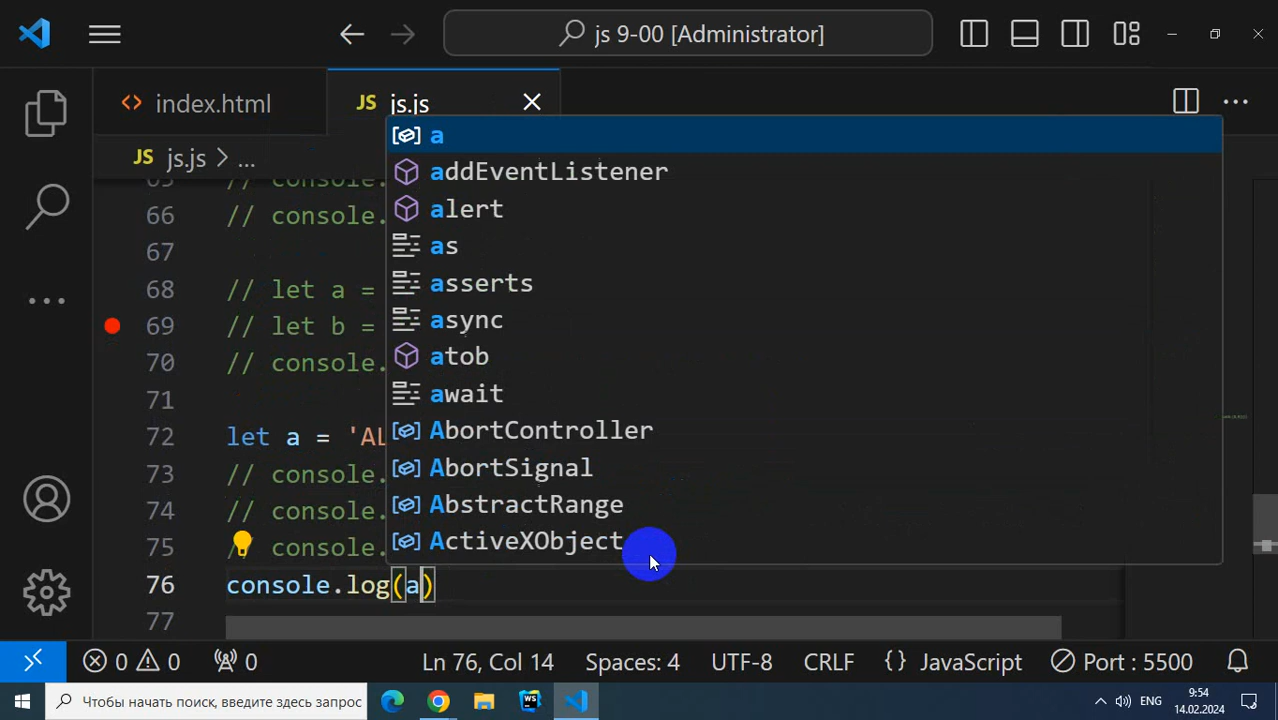 js 9-00 [Administrator]
index.html
JS js.js
JS js.js > ...
65 // console.
66 // console.
67
68 // let a =
69 // let b =
70 // console.
71
72 let a = 'AL
73 // console.
74 // console.
75 // console.
76 console.log(a)
77
a
addEventListener
alert
as
asserts
async
atob
await
AbortController
AbortSignal
AbstractRange
ActiveXObject
0 0 0 Ln 76, Col 14 Spaces: 4 UTF-8 CRLF {} JavaScript Port : 5500
Чтобы начать поиск, введите здесь запрос
WS
ENG
9:54
14.02.2024